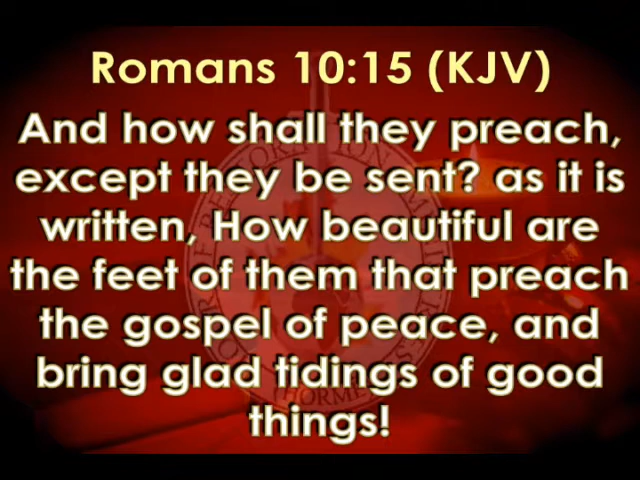 Romans 10:15 (KJV)
And how shall they preach,
except they be sent? as it is
written, How beautiful are
the feet of them that preach
the gospel of peace, and
bring glad tidings of good
things!